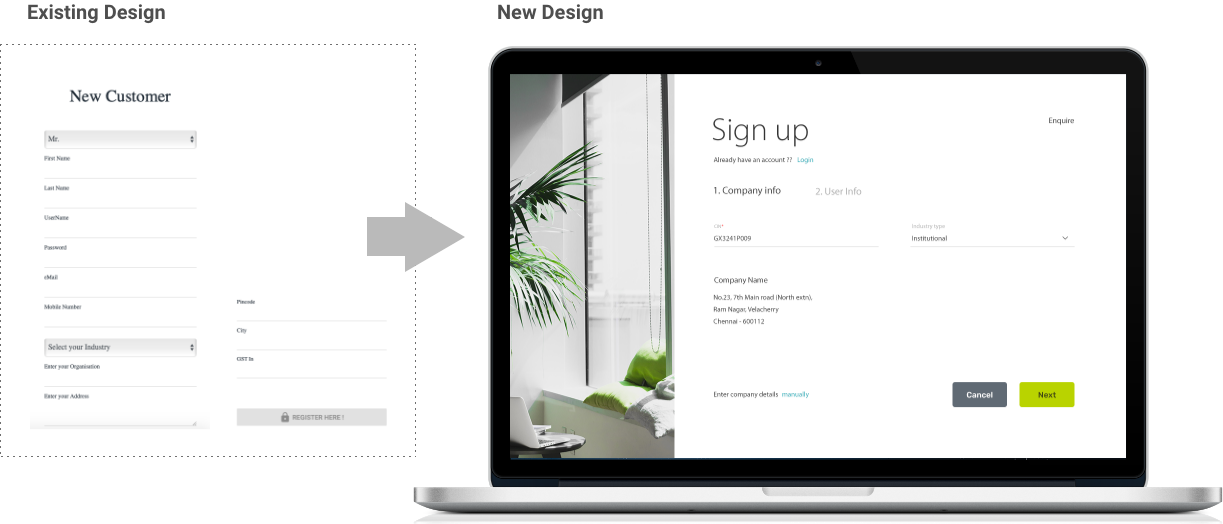 Existing Design
New Design
New Customer
Mr.
First Name
Last Name
UserName
Password
eMail
Mobile Number
Select your Industry
Enter your Organisation
Enter your Address
Pincode
City
GST In
REGISTER HERE !
Sign up
Enquire
Already have an account ?? Login
1. Company info
2. User Info
Industry type
GX3241P009
Institutional
Company Name
No.23, 7th Main road (North extn),
Ram Nagar, Velacherry
Chennai - 600112
Enter company details manually
Cancel
Next